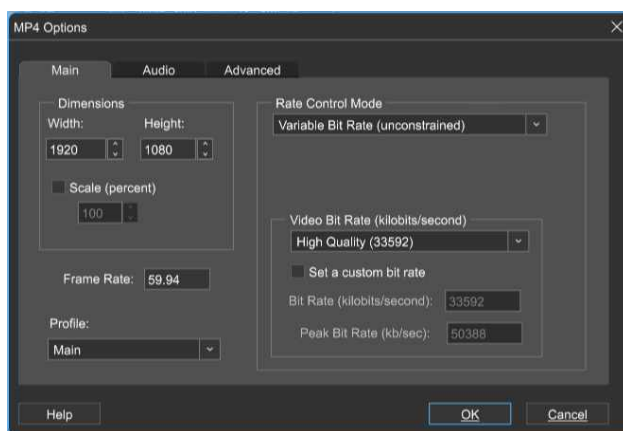 MP4 Options
Main Audio Advanced
Dimensions
Width: Height:
1920 1080
Scale (percent)
100
Frame Rate: 59.94
Profile:
Main
Rate Control Mode
Variable Bit Rate (unconstrained)
Video Bit Rate (kilobits/second)
High Quality (33592)
Set a custom bit rate
Bit Rate (kilobits/second): 33592
Peak Bit Rate (kb/sec): 50388
Help OK Cancel